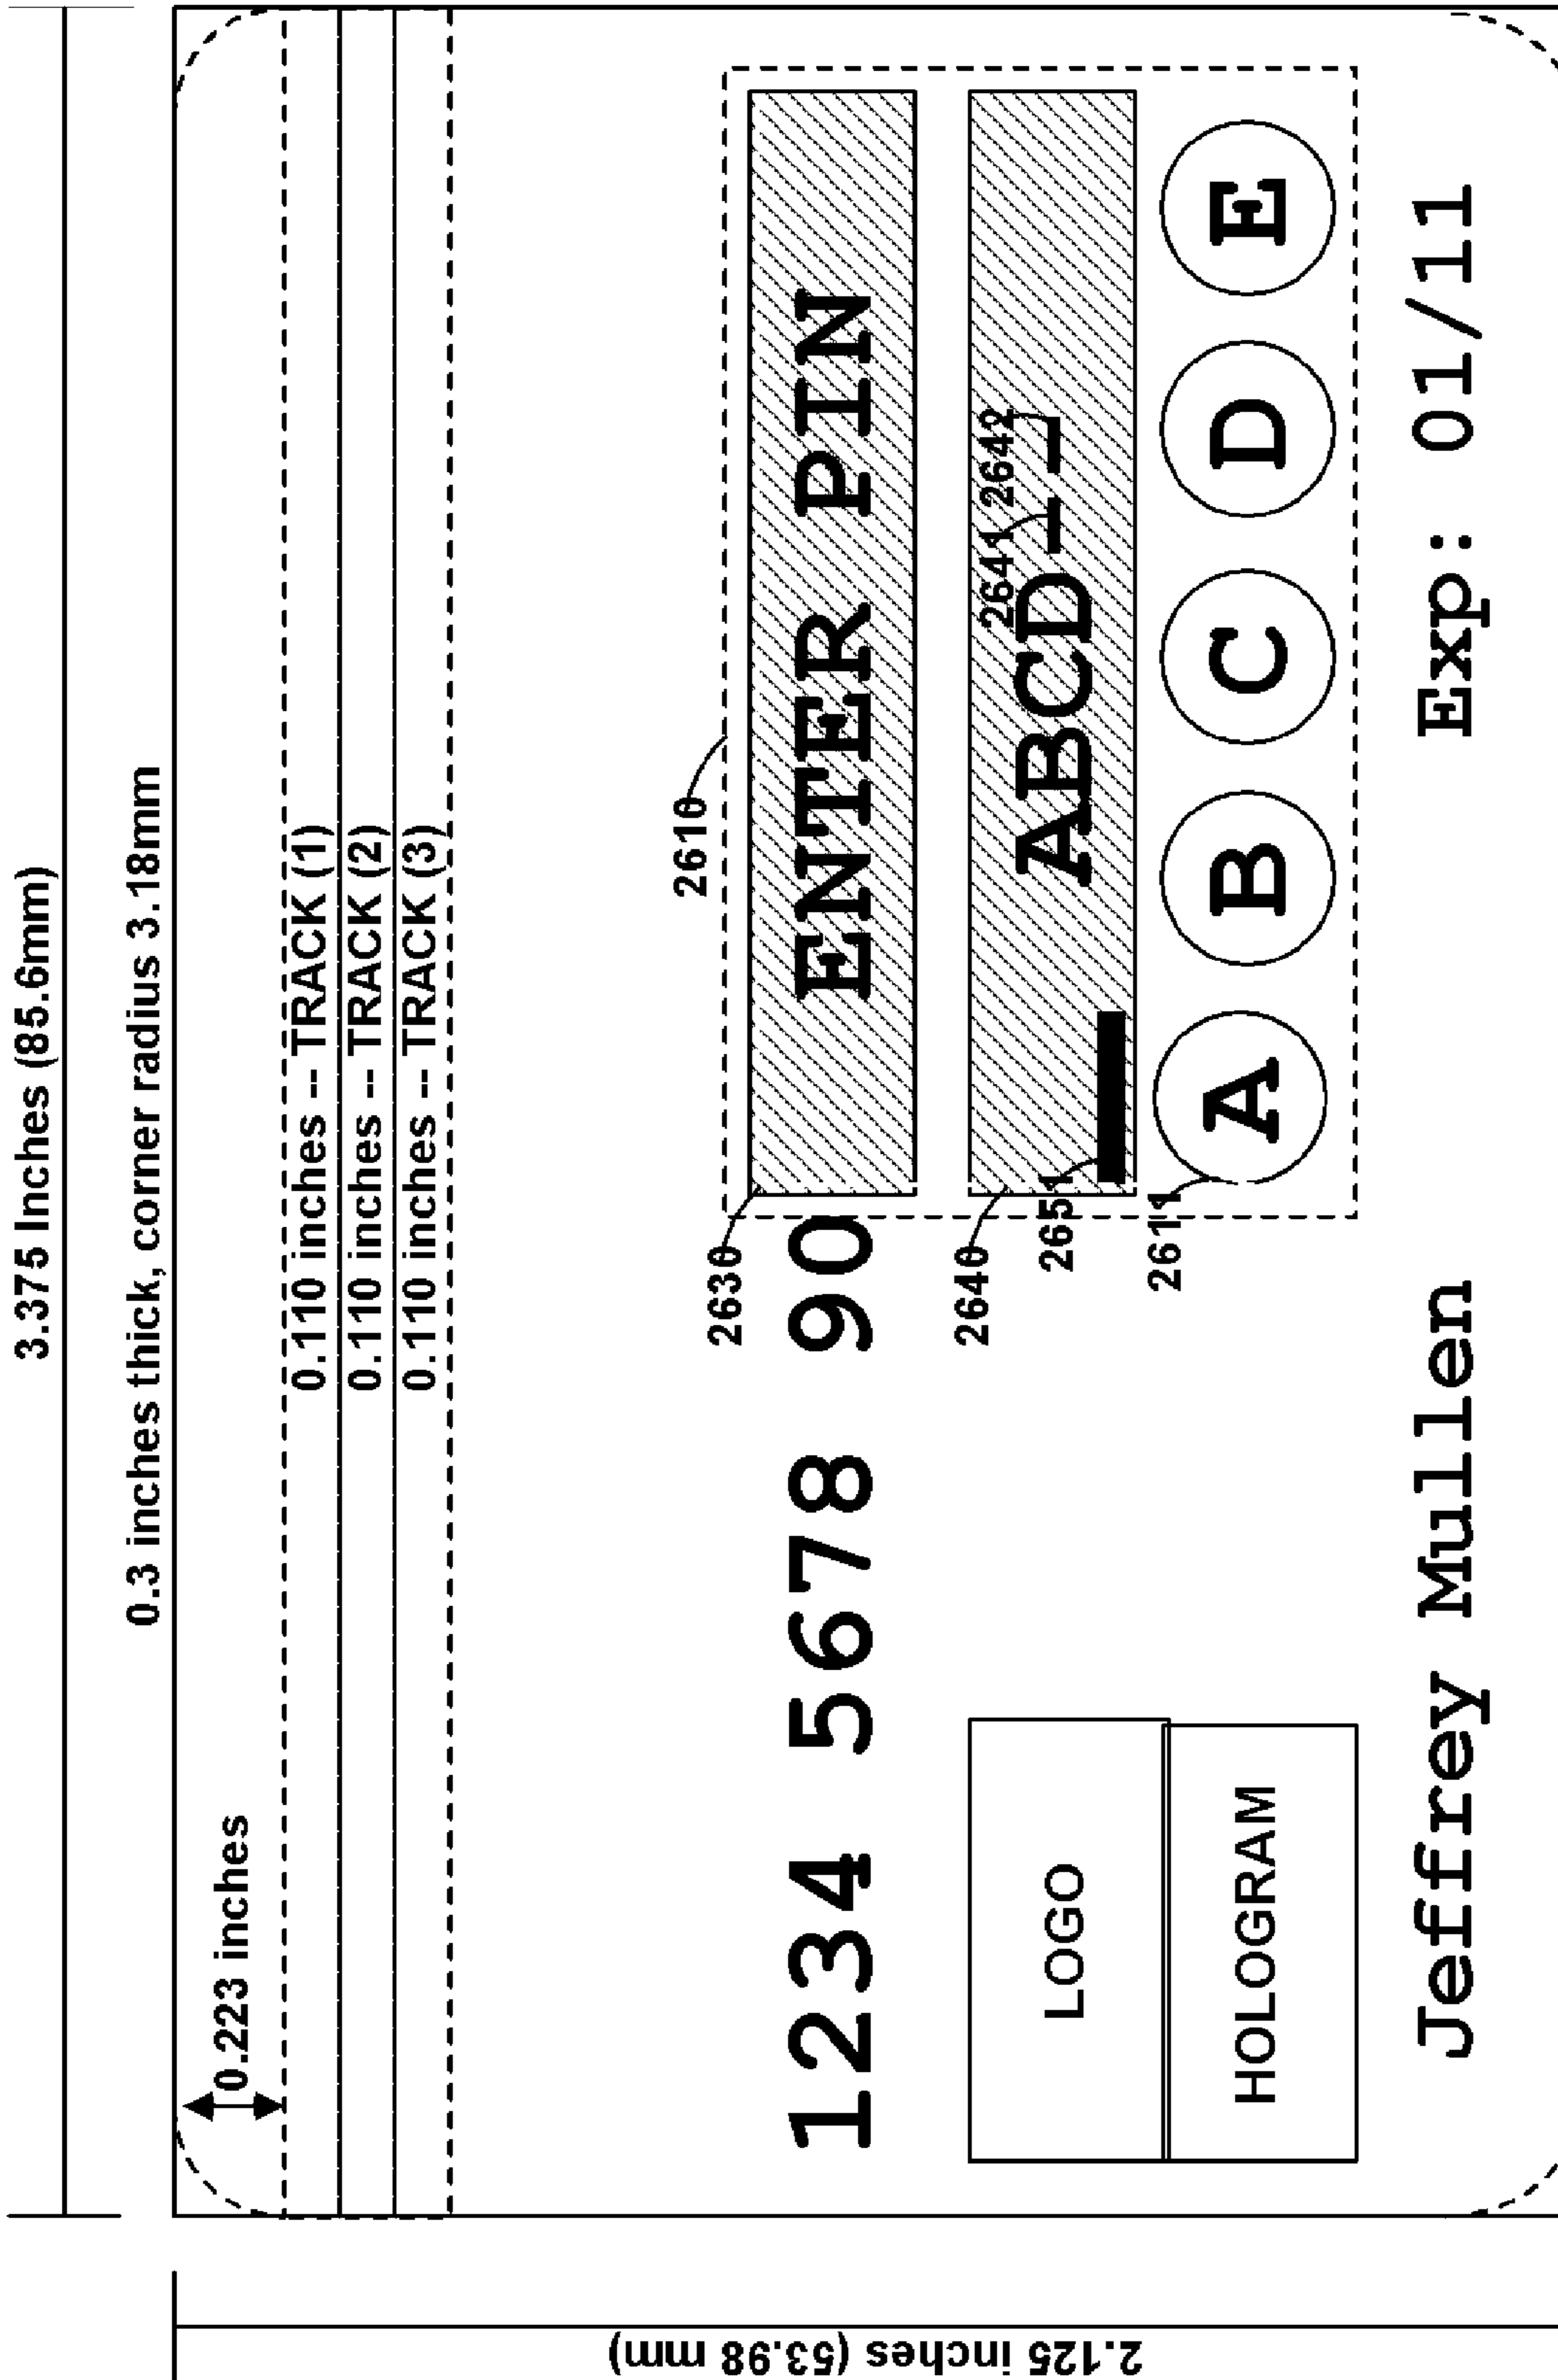 3.375 Inches (85.6mm)
0.3 inches thick, corner radius 3.18mm
0.223 inches
0.110 inches -- TRACK (1)
0.110 inches -- TRACK (2)
0.110 inches -- TRACK (3)
2610
2630
1234 5678 90
ENTER PIN
2640
2641 2642
ABCD_ _
2651
2611
LOGO
HOLOGRAM
A B C D E
Jeffrey Mullen Exp: 01/11
2.125 inches (53.98 mm)